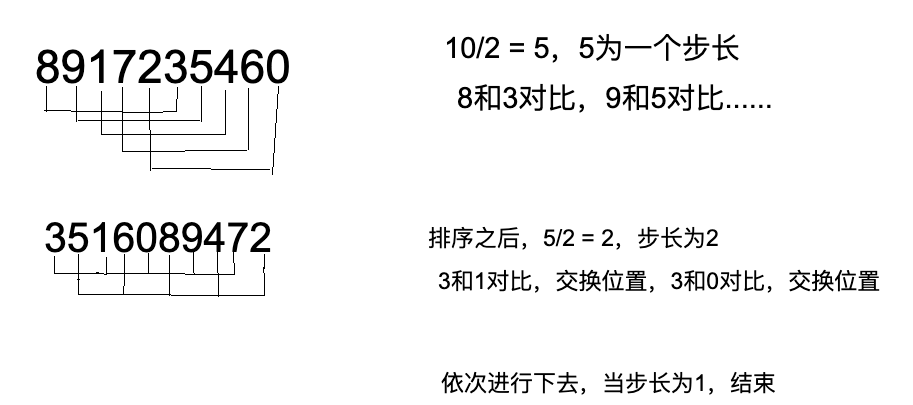 8917235460
10/2 = 5，5为一个步长
8和3对比，9和5对比......
3516089472
排序之后，5/2 = 2，步长为2
3和1对比，交换位置，3和0对比，交换位置
依次进行下去，当步长为1，结束